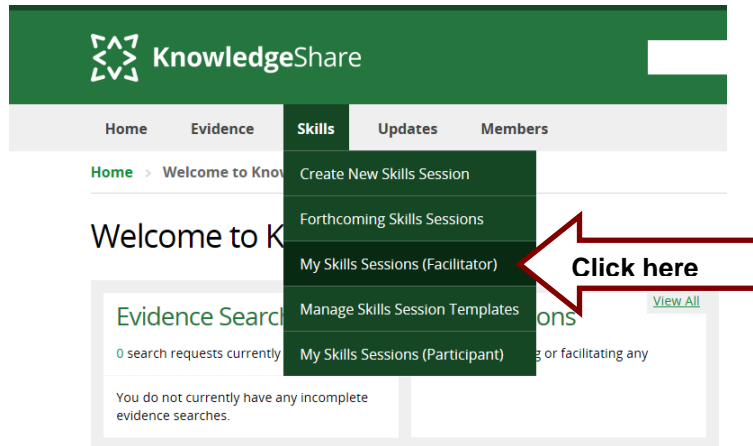 KnowledgeShare
Home Evidence Skills Updates Members
Home > Welcome to Know
Create New Skills Session
Forthcoming Skills Sessions
My Skills Sessions (Facilitator)
Manage Skills Session Templates
My Skills Sessions (Participant)
Click here
Welcome to K
View All
Evidence Search
ons
0 search requests currently
or facilitating any
You do not currently have any incomplete
evidence searches.